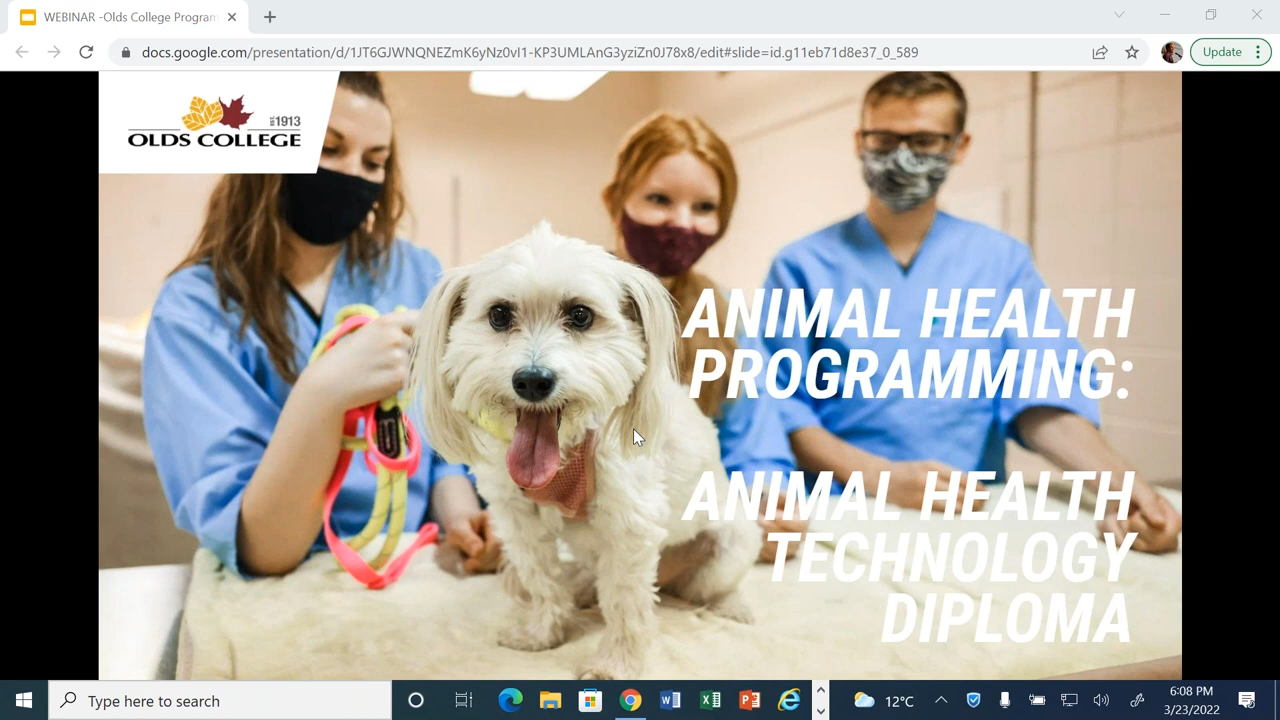 WEBINAR -Olds College Program
docs.google.com/presentation/d/1JT6GJWNQNEZmK6yNz0vI1-KP3UMLAnG3yziZn0J78x8/edit#slide=id.g11eb71d8e37_0_589
Update
EST. 1913
OLDS COLLEGE
ANIMAL HEALTH
PROGRAMMING:
ANIMAL HEALTH
TECHNOLOGY
DIPLOMA
Type here to search
12°C
6:08 PM
3/23/2022